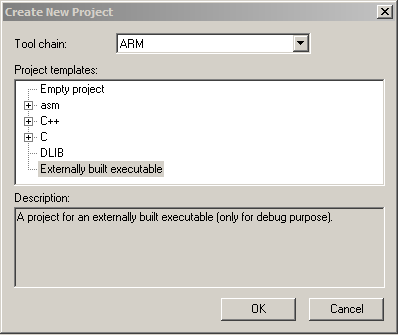 Create New Project
Tool chain: ARM
Project templates:
Empty project
asm
C++
C
DLIB
Externally built executable
Description:
A project for an externally built executable (only for debug purpose).
OK Cancel